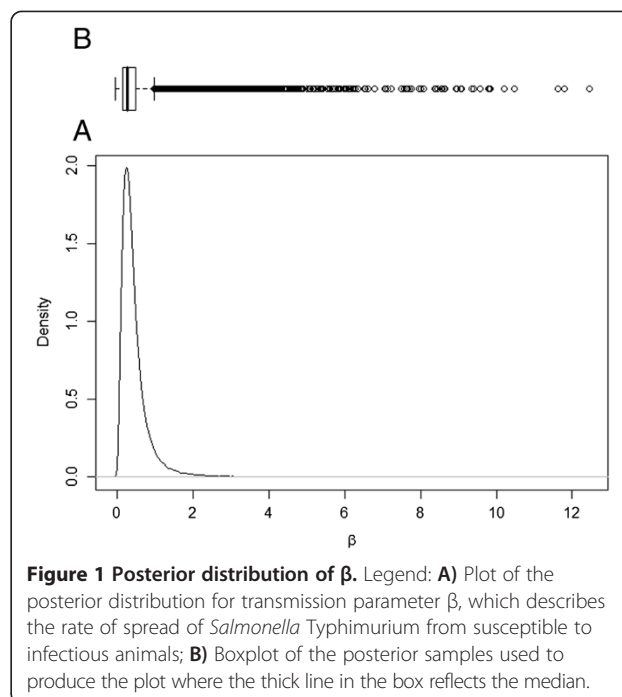 B
A
2.0
1.5
1.0
0.5
0.0
Density
0 2 4 6 8 10 12
β
Figure 1 Posterior distribution of β. Legend: A) Plot of the
posterior distribution for transmission parameter β, which describes
the rate of spread of Salmonella Typhimurium from susceptible to
infectious animals; B) Boxplot of the posterior samples used to
produce the plot where the thick line in the box reflects the median.